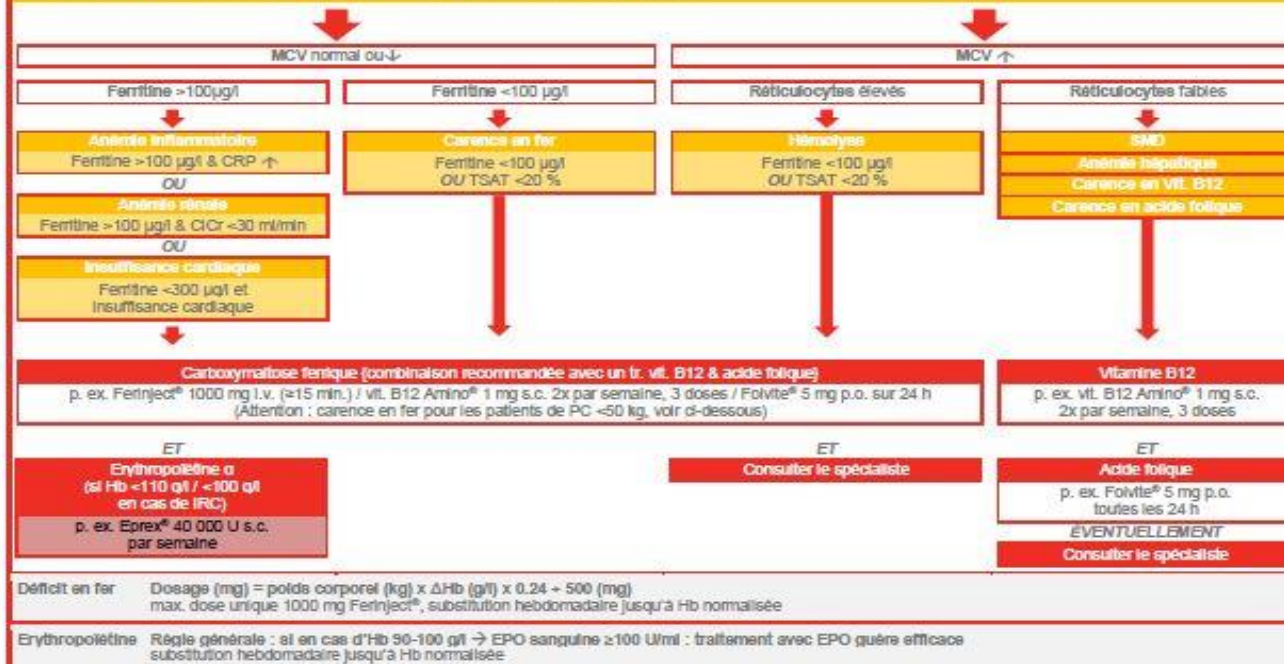 MCV normal ou ↓
MCV ↑
Ferritine >100µg/l
Ferritine <100 µg/l
Réticulocytes élevés
Réticulocytes faibles
Anémie inflammatoire
Ferritine >100 µg/l & CRP ↑
OU
Anémie rénale
Ferritine >100 µg/l & ClCr <30 ml/min
OU
Insuffisance cardiaque
Ferritine <300 µg/l et
insuffisance cardiaque
Carence en fer
Ferritine <100 µg/l
OU TSAT <20 %
Hémolyse
Ferritine <100 µg/l
OU TSAT <20 %
SMD
Anémie hépatique
Carence en vit. B12
Carence en acide folique
Carboxymaltose ferrique (combinaison recommandée avec un tr. vit. B12 & acide folique)
p. ex. Ferinject® 1000 mg i.v. (≥15 min.) / vit. B12 Amino® 1 mg s.c. 2x par semaine, 3 doses / Folvite® 5 mg p.o. sur 24 h
(Attention : carence en fer pour les patients de PC <50 kg, voir ci-dessous)
ET
Erythropoïétine α
(si Hb <110 g/l / <100 g/l
en cas de IRC)
p. ex. Eprex® 40 000 U s.c.
par semaine
ET
Consulter le spécialiste
Vitamine B12
p. ex. vit. B12 Amino® 1 mg s.c.
2x par semaine, 3 doses
ET
Acide folique
p. ex. Folvite® 5 mg p.o.
toutes les 24 h
ÉVENTUELLEMENT
Consulter le spécialiste
Déficit en fer Dosage (mg) = poids corporel (kg) x ΔHb (g/l) x 0.24 + 500 (mg)
max. dose unique 1000 mg Ferinject®, substitution hebdomadaire jusqu'à Hb normalisée
Erythropoïétine Règle générale : si en cas d'Hb 90-100 g/l → EPO sanguine ≥100 U/ml : traitement avec EPO guère efficace
substitution hebdomadaire jusqu'à Hb normalisée